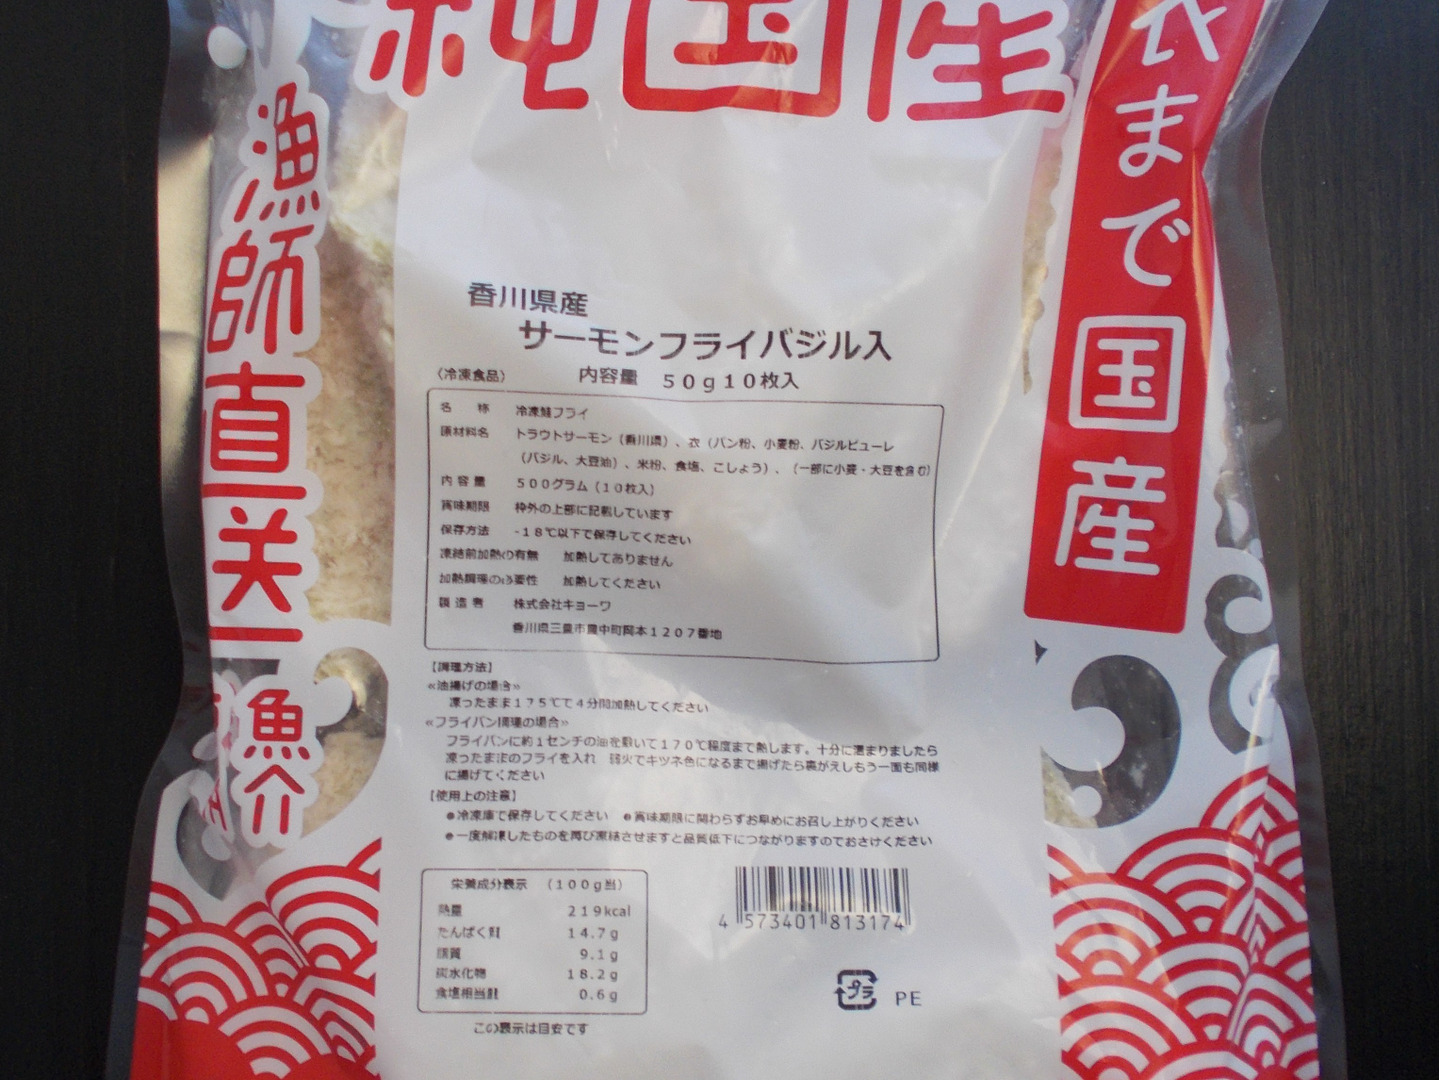 純国産
衣まで国産
漁師直送
魚介
香川県産
サーモンフライバジル入
(冷凍食品) 内容量 50g10枚入
名称 冷凍鮭フライ
原材料名 トラウトサーモン(香川県)、衣(パン粉、小麦粉、バジルピューレ
(バジル、大豆油)、米粉、食塩、こしょう)、(一部に小麦・大豆を含む)
内容量 500グラム(10枚入)
賞味期限 枠外の上部に記載しています
保存方法 -18℃以下で保存してください
凍結前加熱の有無 加熱してありません
加熱調理の必要性 加熱してください
製造者 株式会社キョーワ
香川県三豊市豊中町岡本1207番地
【調理方法】
≪油揚げの場合≫
凍ったまま175℃で4分間加熱してください
≪フライパン調理の場合≫
フライパンに約1センチの油を敷いて170℃程度まで熱します。十分に温まりましたら
凍ったままのフライを入れ 弱火でキツネ色になるまで揚げたら裏がえしもう一面も同様
に揚げてください
【使用上の注意】
●冷凍庫で保存してください ●賞味期限に関わらずお早めにお召し上がりください
●一度解凍したものを再び凍結させますと品質低下につながりますのでおさけください
栄養成分表示 (100g当)
熱量 219kcal
たんぱく質 14.7g
脂質 9.1g
炭水化物 18.2g
食塩相当量 0.6g
この表示は目安です
4 573401 813174
プラ PE